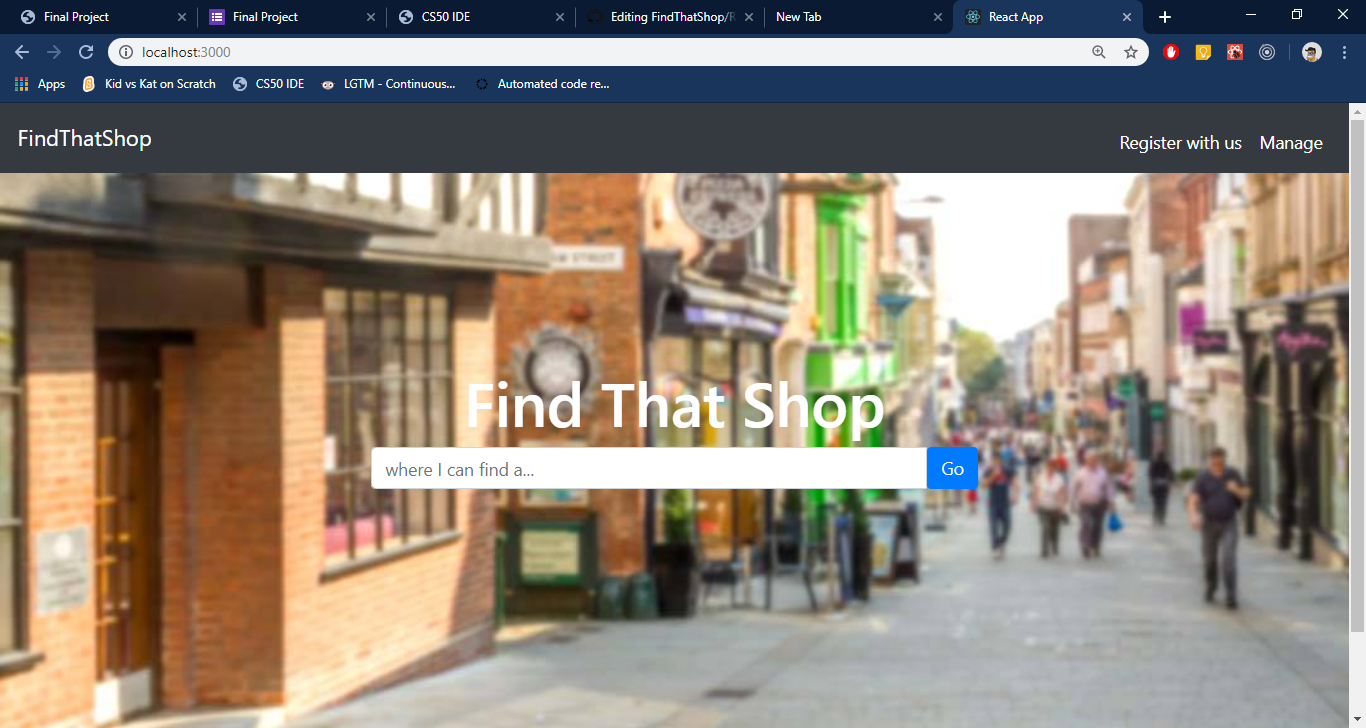 Final Project
Final Project
CS50 IDE
Editing FindThatShop/R
New Tab
React App
localhost:3000
Apps
Kid vs Kat on Scratch
CS50 IDE
LGTM - Continuous...
Automated code re...
FindThatShop
Register with us
Manage
STREET
Find That Shop
where I can find a...
Go